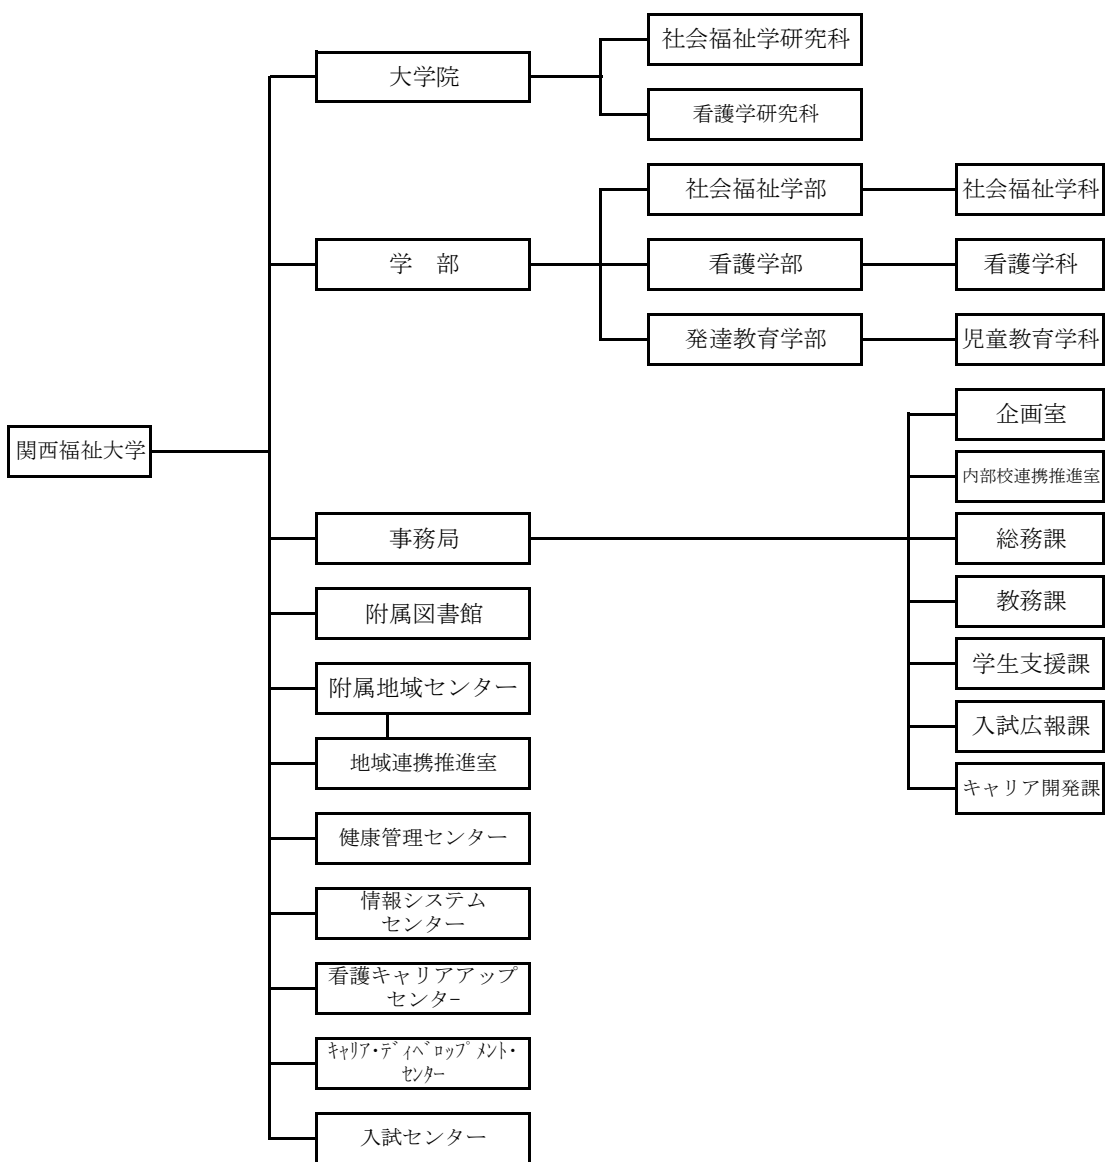 関西福祉大学
大学院
社会福祉学研究科
看護学研究科
学　部
社会福祉学部
社会福祉学科
看護学部
看護学科
発達教育学部
児童教育学科
事務局
企画室
内部校連携推進室
総務課
教務課
学生支援課
入試広報課
キャリア開発課
附属図書館
附属地域センター
地域連携推進室
健康管理センター
情報システム
センター
看護キャリアアップ
センター
ｷｬﾘｱ・ﾃﾞｨﾍﾞﾛｯﾌﾟﾒﾝﾄ・
ｾﾝﾀｰ
入試センター